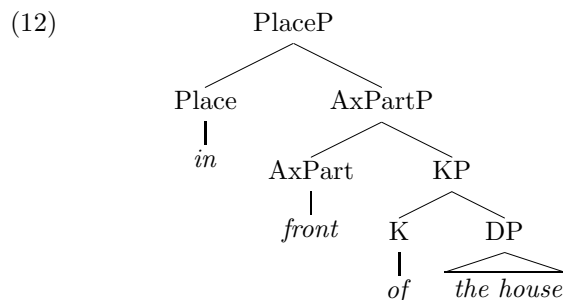 (12) PlaceP
Place AxPartP
in AxPart KP
front K DP
of the house